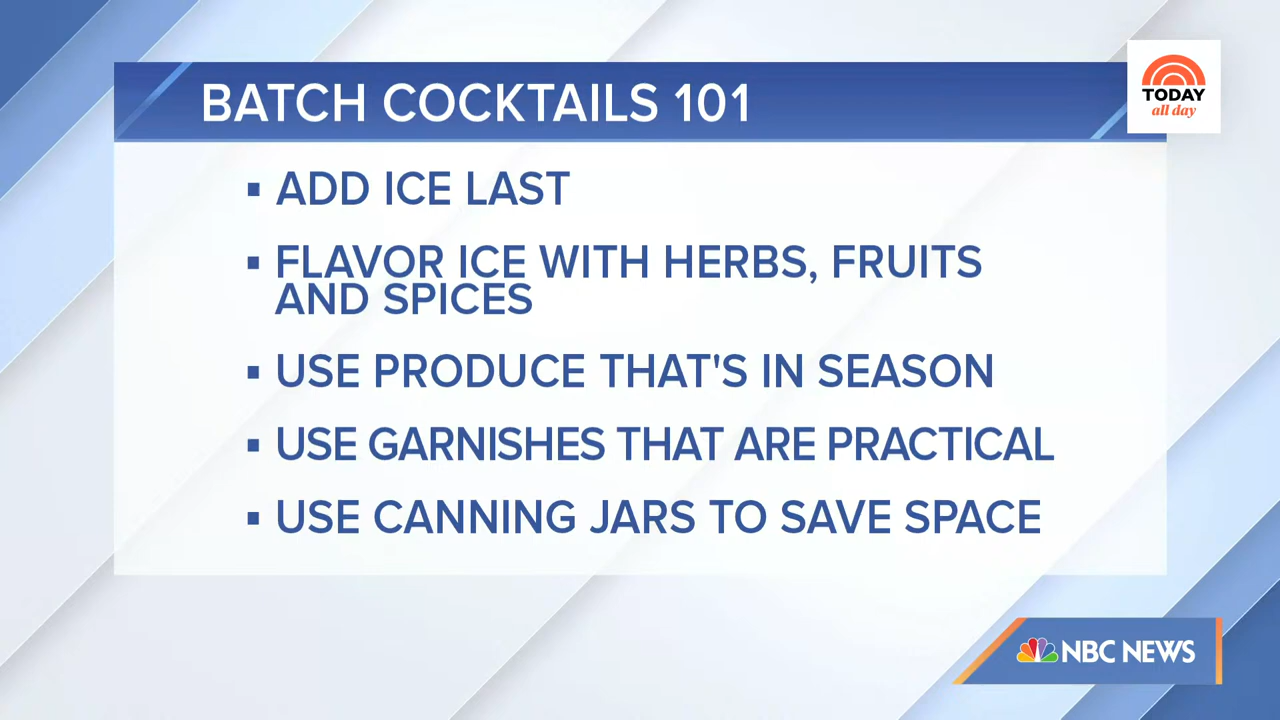 BATCH COCKTAILS 101
TODAY
all day
▪ ADD ICE LAST
▪ FLAVOR ICE WITH HERBS, FRUITS
AND SPICES
▪ USE PRODUCE THAT'S IN SEASON
▪ USE GARNISHES THAT ARE PRACTICAL
▪ USE CANNING JARS TO SAVE SPACE
NBC NEWS